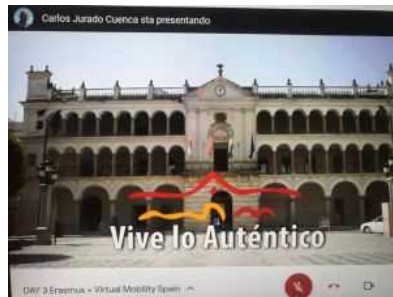 Carlos Jurado Cuenca sta presentando
Vive lo Auténtico
DAY 3 Erasmus + Virtual Mobility Spain